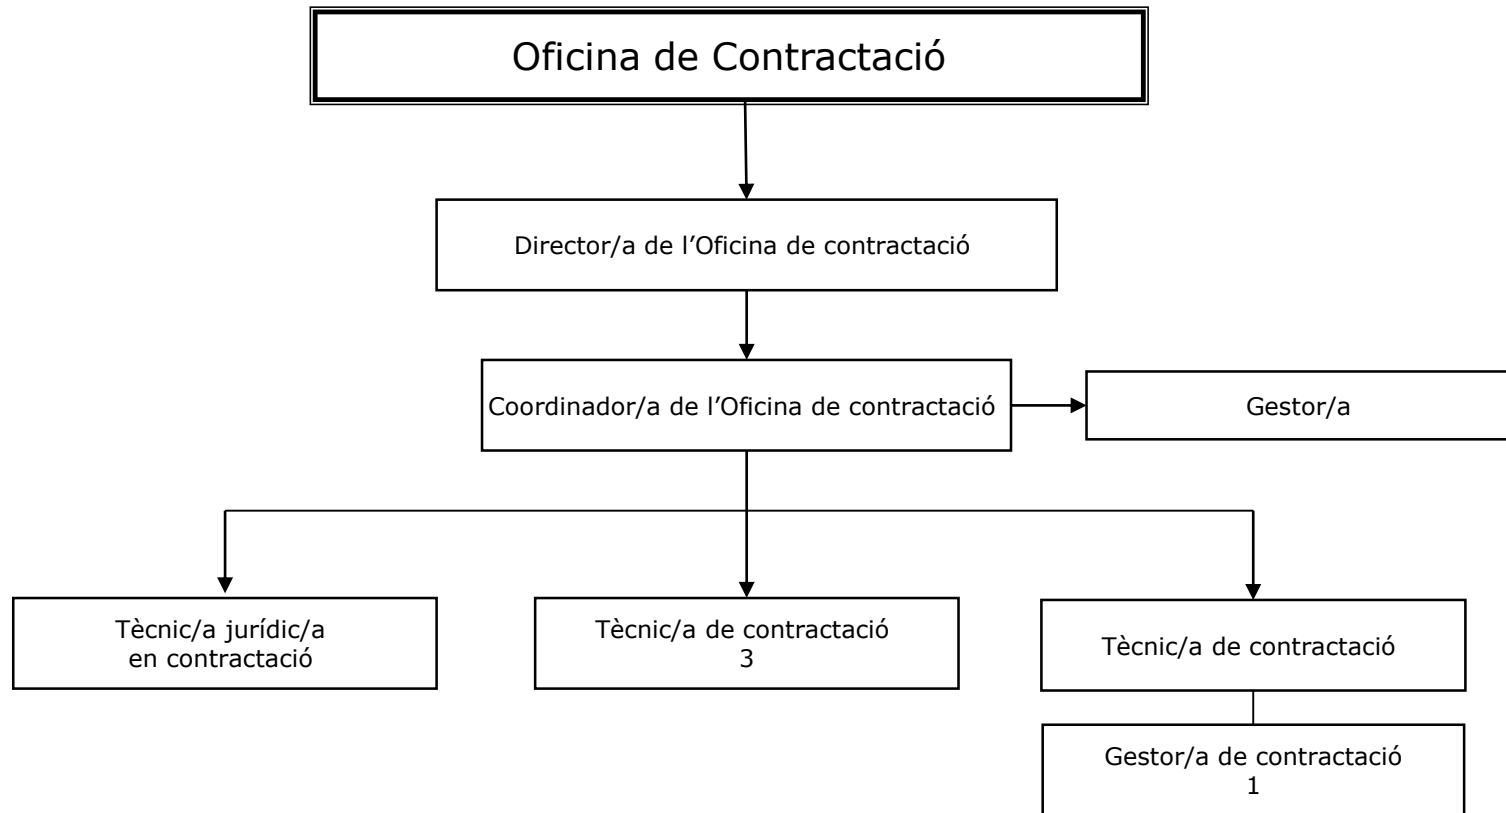 Oficina de Contractació
Director/a de l’Oficina de contractació
Coordinador/a de l’Oficina de contractació
Gestor/a
Tècnic/a jurídic/a
en contractació
Tècnic/a de contractació
3
Tècnic/a de contractació
Gestor/a de contractació
1